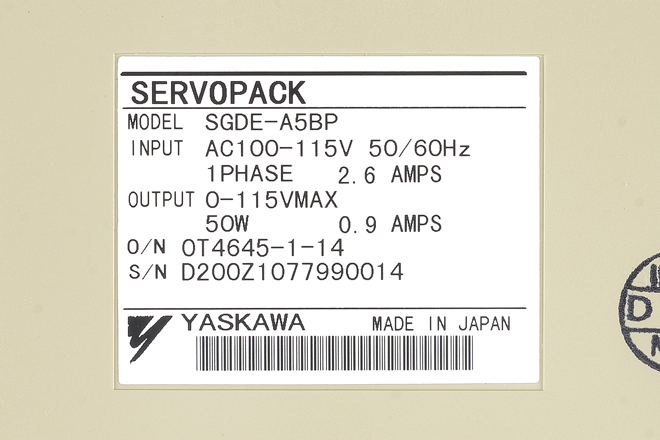 SERVOPACK
MODEL SGDE-A5BP
INPUT AC100-115V 50/60Hz
1PHASE 2.6 AMPS
OUTPUT 0-115VMAX
50W 0.9 AMPS
O/N OT4645-1-14
S/N D200Z1077990014
YASKAWA MADE IN JAPAN